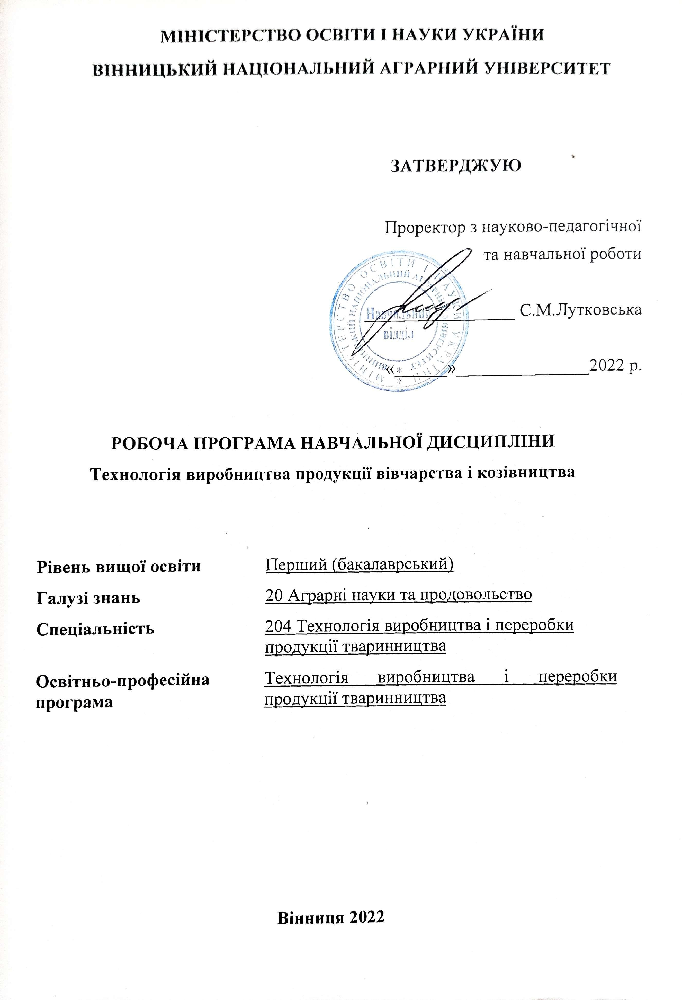 МІНІСТЕРСТВО ОСВІТИ І НАУКИ УКРАЇНИ
ВІННИЦЬКИЙ НАЦІОНАЛЬНИЙ АГРАРНИЙ УНІВЕРСИТЕТ
ЗАТВЕРДЖУЮ
Проректор з науково-педагогічної
та навчальної роботи
МІНІСТЕРСТВО ОСВІТИ І НАУКИ УКРАЇНИ *
ВІННИЦЬКИЙ НАЦІОНАЛЬНИЙ АГРАРНИЙ УНІВЕРСИТЕТ *
Навчальний
відділ
______________ С.М.Лутковська
«_____»____________2022 р.
РОБОЧА ПРОГРАМА НАВЧАЛЬНОЇ ДИСЦИПЛІНИ
Технологія виробництва продукції вівчарства і козівництва
Рівень вищої освіти Перший (бакалаврський)
Галузі знань 20 Аграрні науки та продовольство
Спеціальність 204 Технологія виробництва і переробки
продукції тваринництва
Освітньо-професійна Технологія виробництва і переробки
програма продукції тваринництва
Вінниця 2022